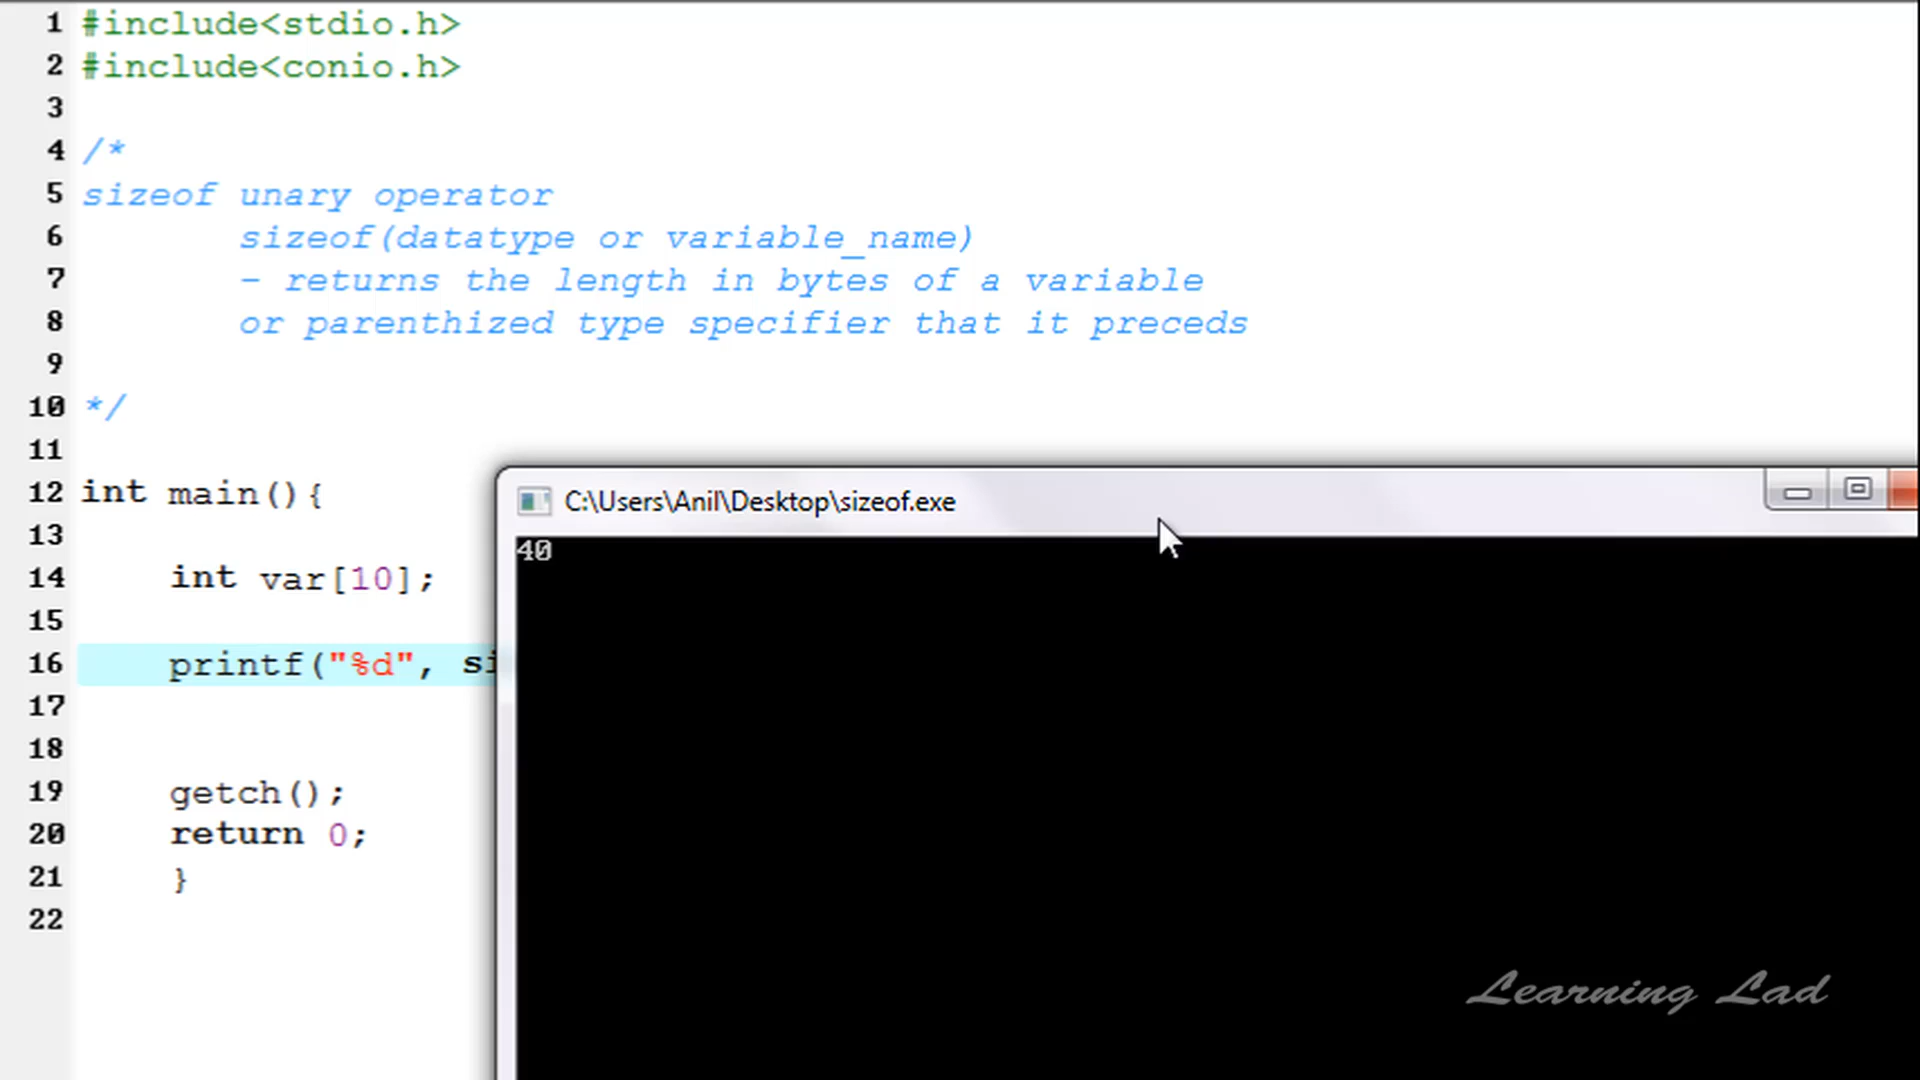 1 #include<stdio.h>
2 #include<conio.h>
3
4 /*
5 sizeof unary operator
6 sizeof(datatype or variable_name)
7 - returns the length in bytes of a variable
8 or parenthized type specifier that it preceds
9
10 */
11
12 int main(){
13
14 int var[10];
15
16 printf("%d", si
17
18
19 getch();
20 return 0;
21 }
22
C:\Users\Anil\Desktop\sizeof.exe
40
Learning Lad